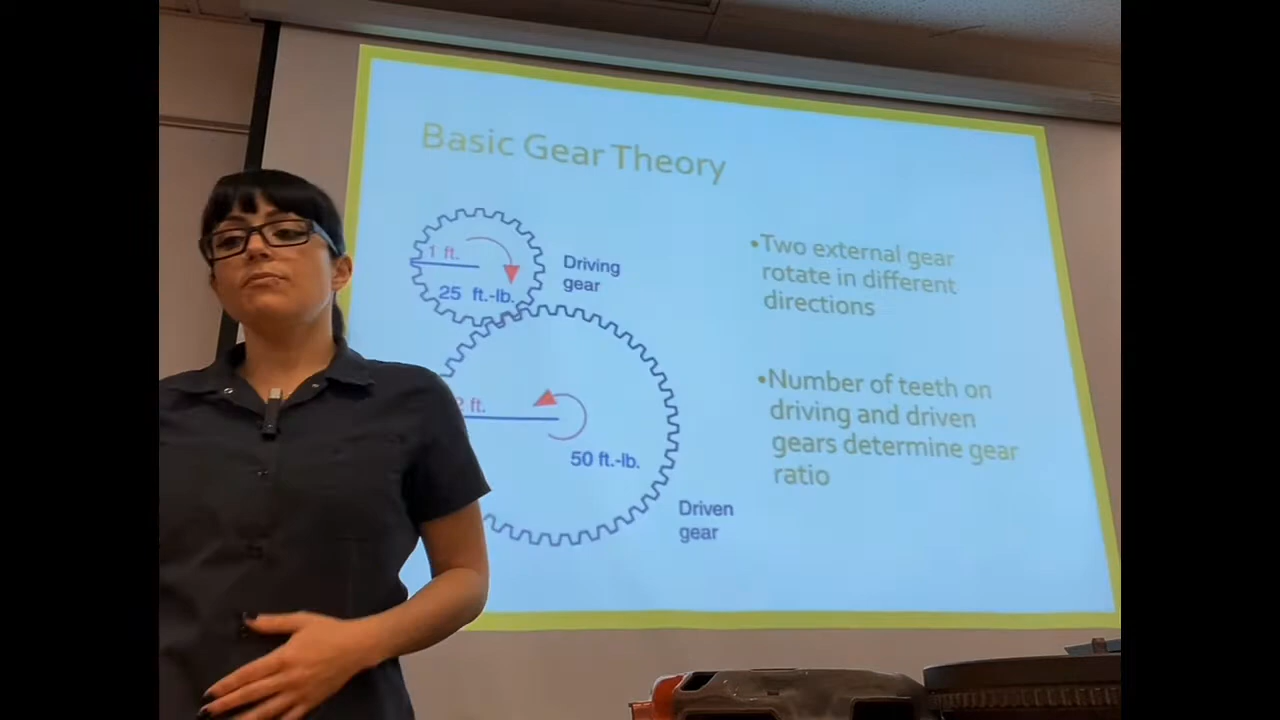 Basic Gear Theory
1 ft.
25 ft.-lb.
Driving
gear
2 ft.
50 ft.-lb.
Driven
gear
•Two external gear
rotate in different
directions
•Number of teeth on
driving and driven
gears determine gear
ratio